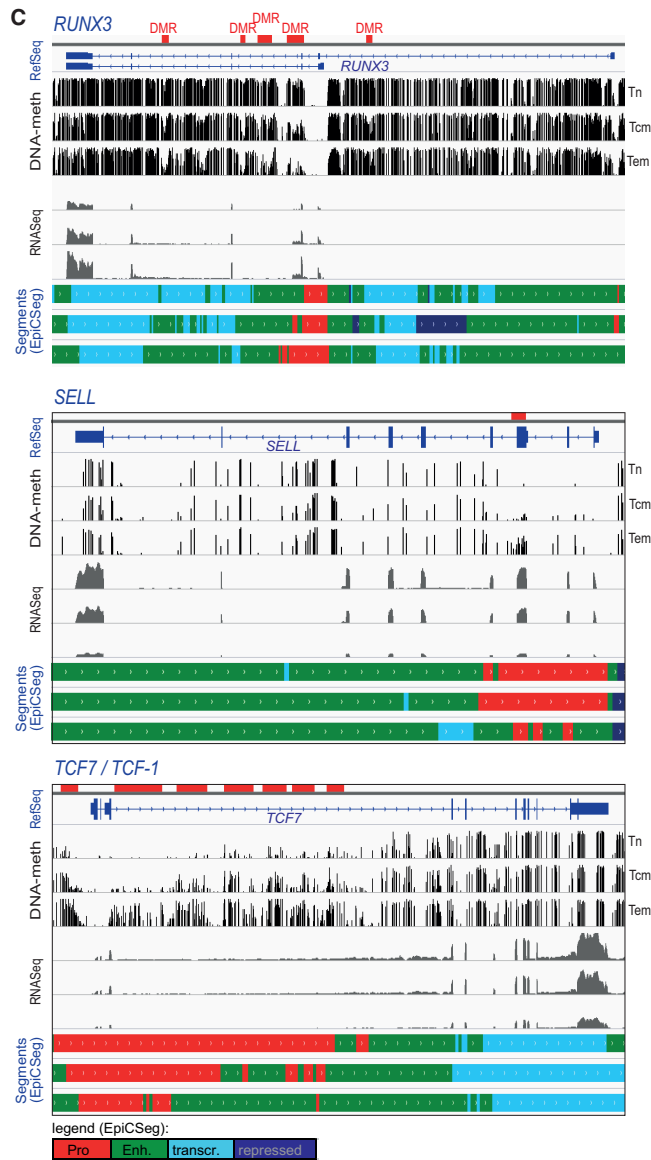 C
RUNX3
DMR DMR DMR DMR DMR
RefSeq
RUNX3
DNA-meth
Tn
Tcm
Tem
RNASeq
Segments
(EpiCSeg)
SELL
RefSeq
SELL
DNA-meth
Tn
Tcm
Tem
RNASeq
Segments
(EpiCSeg)
TCF7 / TCF-1
RefSeq
TCF7
DNA-meth
Tn
Tcm
Tem
RNASeq
Segments
(EpiCSeg)
legend (EpiCSeg):
Pro Enh. transcr. repressed